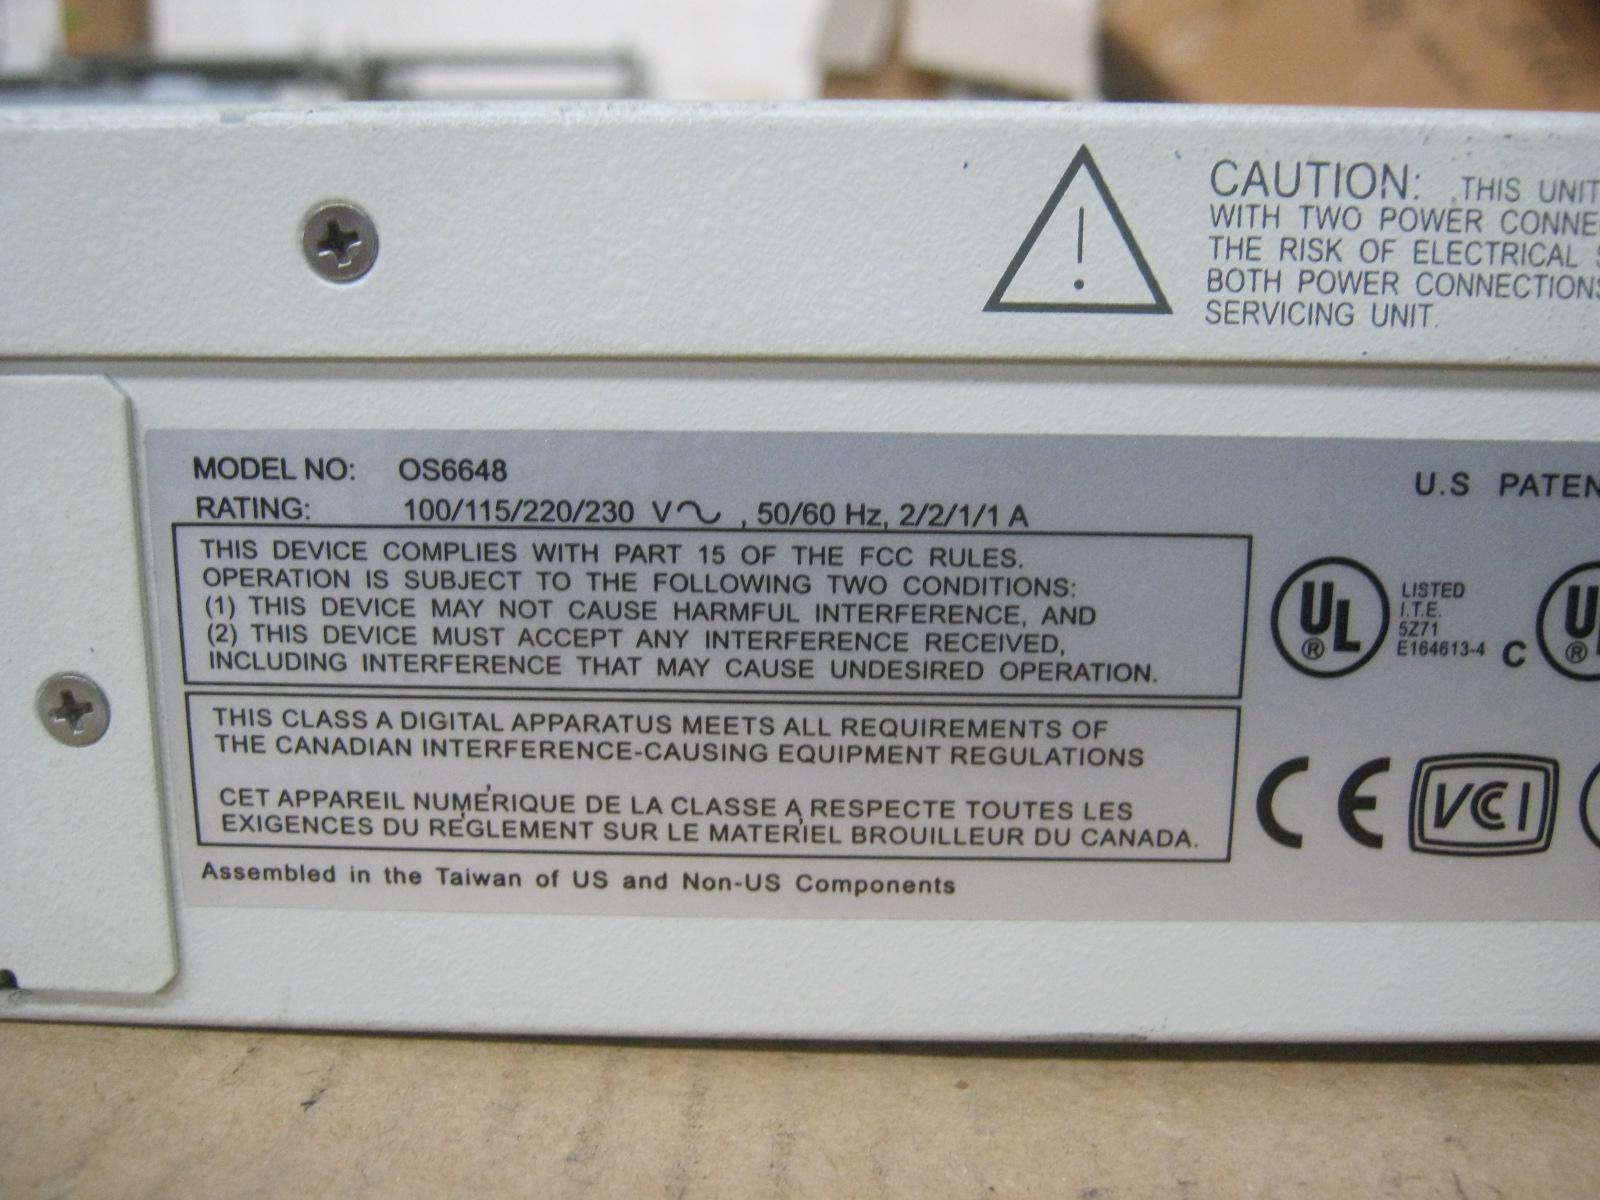 CAUTION: THIS UNIT
WITH TWO POWER
THE RISK OF ELECTRICAL
BOTH POWER CONNECTIONS
SERVICING UNIT.
MODEL NO: OS6648
RATING: 100/115/220/230 V~ , 50/60 Hz, 2/2/1/1 A
U.S
THIS DEVICE COMPLIES WITH PART 15 OF THE FCC RULES.
OPERATION IS SUBJECT TO THE FOLLOWING TWO CONDITIONS:
(1) THIS DEVICE MAY NOT CAUSE HARMFUL INTERFERENCE, AND
(2) THIS DEVICE MUST ACCEPT ANY INTERFERENCE RECEIVED,
INCLUDING INTERFERENCE THAT MAY CAUSE UNDESIRED OPERATION.
UL ®
LISTED
I.T.E.
5Z71
E164613-4
C
®
THIS CLASS A DIGITAL APPARATUS MEETS ALL REQUIREMENTS OF
THE CANADIAN INTERFERENCE-CAUSING EQUIPMENT REGULATIONS
CET APPAREIL NUMÉRIQUE DE LA CLASSE A RESPECTE TOUTES LES
EXIGENCES DU RÉGLEMENT SUR LE MATÉRIEL BROUILLEUR DU CANADA.
CE VCI
Assembled in the Taiwan of US and Non-US Components